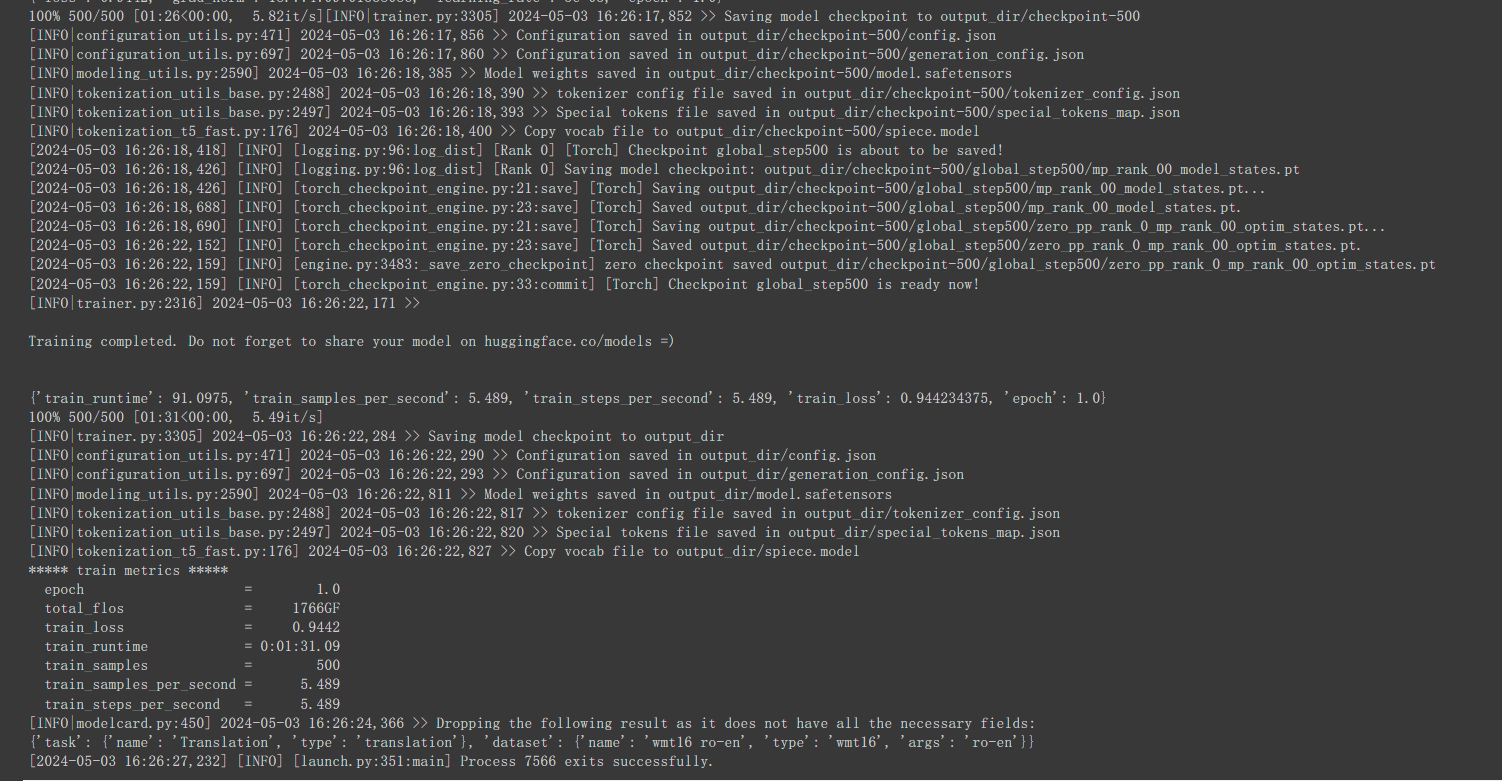 100% 500/500 [01:26<00:00,  5.82it/s][INFO|trainer.py:3305] 2024-05-03 16:26:17,852 >> Saving model checkpoint to output_dir/checkpoint-500
[INFO|configuration_utils.py:471] 2024-05-03 16:26:17,856 >> Configuration saved in output_dir/checkpoint-500/config.json
[INFO|configuration_utils.py:697] 2024-05-03 16:26:17,860 >> Configuration saved in output_dir/checkpoint-500/generation_config.json
[INFO|modeling_utils.py:2590] 2024-05-03 16:26:18,385 >> Model weights saved in output_dir/checkpoint-500/model.safetensors
[INFO|tokenization_utils_base.py:2488] 2024-05-03 16:26:18,390 >> tokenizer config file saved in output_dir/checkpoint-500/tokenizer_config.json
[INFO|tokenization_utils_base.py:2497] 2024-05-03 16:26:18,393 >> Special tokens file saved in output_dir/checkpoint-500/special_tokens_map.json
[INFO|tokenization_t5_fast.py:176] 2024-05-03 16:26:18,400 >> Copy vocab file to output_dir/checkpoint-500/spiece.model
[2024-05-03 16:26:18,418] [INFO] [logging.py:96:log_dist] [Rank 0] [Torch] Checkpoint global_step500 is about to be saved!
[2024-05-03 16:26:18,426] [INFO] [logging.py:96:log_dist] [Rank 0] Saving model checkpoint: output_dir/checkpoint-500/global_step500/mp_rank_00_model_states.pt
[2024-05-03 16:26:18,426] [INFO] [torch_checkpoint_engine.py:21:save] [Torch] Saving output_dir/checkpoint-500/global_step500/mp_rank_00_model_states.pt...
[2024-05-03 16:26:18,688] [INFO] [torch_checkpoint_engine.py:23:save] [Torch] Saved output_dir/checkpoint-500/global_step500/mp_rank_00_model_states.pt.
[2024-05-03 16:26:18,690] [INFO] [torch_checkpoint_engine.py:21:save] [Torch] Saving output_dir/checkpoint-500/global_step500/zero_pp_rank_0_mp_rank_00_optim_states.pt...
[2024-05-03 16:26:22,152] [INFO] [torch_checkpoint_engine.py:23:save] [Torch] Saved output_dir/checkpoint-500/global_step500/zero_pp_rank_0_mp_rank_00_optim_states.pt.
[2024-05-03 16:26:22,159] [INFO] [engine.py:3483:_save_zero_checkpoint] zero checkpoint saved output_dir/checkpoint-500/global_step500/zero_pp_rank_0_mp_rank_00_optim_states.pt
[2024-05-03 16:26:22,159] [INFO] [torch_checkpoint_engine.py:33:commit] [Torch] Checkpoint global_step500 is ready now!
[INFO|trainer.py:2316] 2024-05-03 16:26:22,171 >>
Training completed. Do not forget to share your model on huggingface.co/models =)
{'train_runtime': 91.0975, 'train_samples_per_second': 5.489, 'train_steps_per_second': 5.489, 'train_loss': 0.944234375, 'epoch': 1.0}
100% 500/500 [01:31<00:00,  5.49it/s]
[INFO|trainer.py:3305] 2024-05-03 16:26:22,284 >> Saving model checkpoint to output_dir
[INFO|configuration_utils.py:471] 2024-05-03 16:26:22,290 >> Configuration saved in output_dir/config.json
[INFO|configuration_utils.py:697] 2024-05-03 16:26:22,293 >> Configuration saved in output_dir/generation_config.json
[INFO|modeling_utils.py:2590] 2024-05-03 16:26:22,811 >> Model weights saved in output_dir/model.safetensors
[INFO|tokenization_utils_base.py:2488] 2024-05-03 16:26:22,817 >> tokenizer config file saved in output_dir/tokenizer_config.json
[INFO|tokenization_utils_base.py:2497] 2024-05-03 16:26:22,820 >> Special tokens file saved in output_dir/special_tokens_map.json
[INFO|tokenization_t5_fast.py:176] 2024-05-03 16:26:22,827 >> Copy vocab file to output_dir/spiece.model
***** train metrics *****
  epoch                    =        1.0
  total_flos               =     1766GF
  train_loss               =     0.9442
  train_runtime            = 0:01:31.09
  train_samples            =        500
  train_samples_per_second =      5.489
  train_steps_per_second   =      5.489
[INFO|modelcard.py:450] 2024-05-03 16:26:24,366 >> Dropping the following result as it does not have all the necessary fields:
{'task': {'name': 'Translation', 'type': 'translation'}, 'dataset': {'name': 'wmt16 ro-en', 'type': 'wmt16', 'args': 'ro-en'}}
[2024-05-03 16:26:27,232] [INFO] [launch.py:351:main] Process 7566 exits successfully.